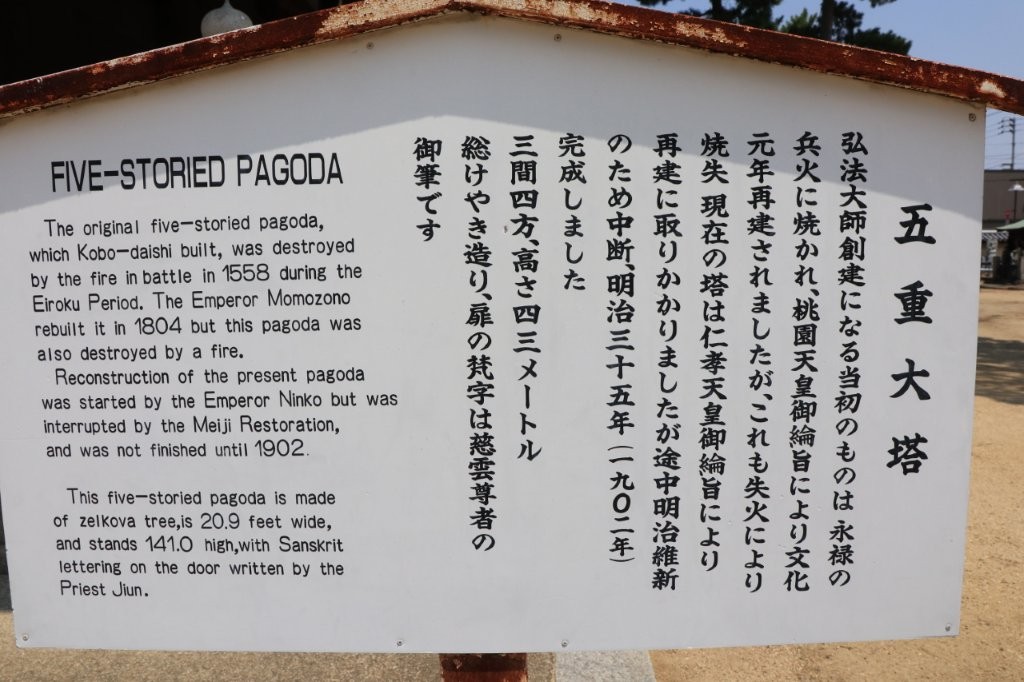 五重大塔
弘法大師創建になる当初のものは永禄の
兵火に焼かれ、桃園天皇御綸旨により文化
元年再建されましたが、これも失火により
焼失 現在の塔は仁孝天皇御綸旨により
再建に取りかかりましたが途中明治維新
のため中断、明治三十五年(一九〇二年)
完成しました
三間四方、高さ四三メートル
総けやき造り、扉の梵字は慈雲尊者の
御筆です
FIVE-STORIED PAGODA
The original five-storied pagoda,
which Kobo-daishi built, was destroyed
by the fire in battle in 1558 during the
Eiroku Period. The Emperor Momozono
rebuilt it in 1804 but this pagoda was
also destroyed by a fire.
Reconstruction of the present pagoda
was started by the Emperor Ninko but was
interrupted by the Meiji Restoration,
and was not finished until 1902.
This five-storied pagoda is made
of zelkova tree,is 20.9 feet wide,
and stands 141.0 high,with Sanskrit
lettering on the door written by the
Priest Jiun.